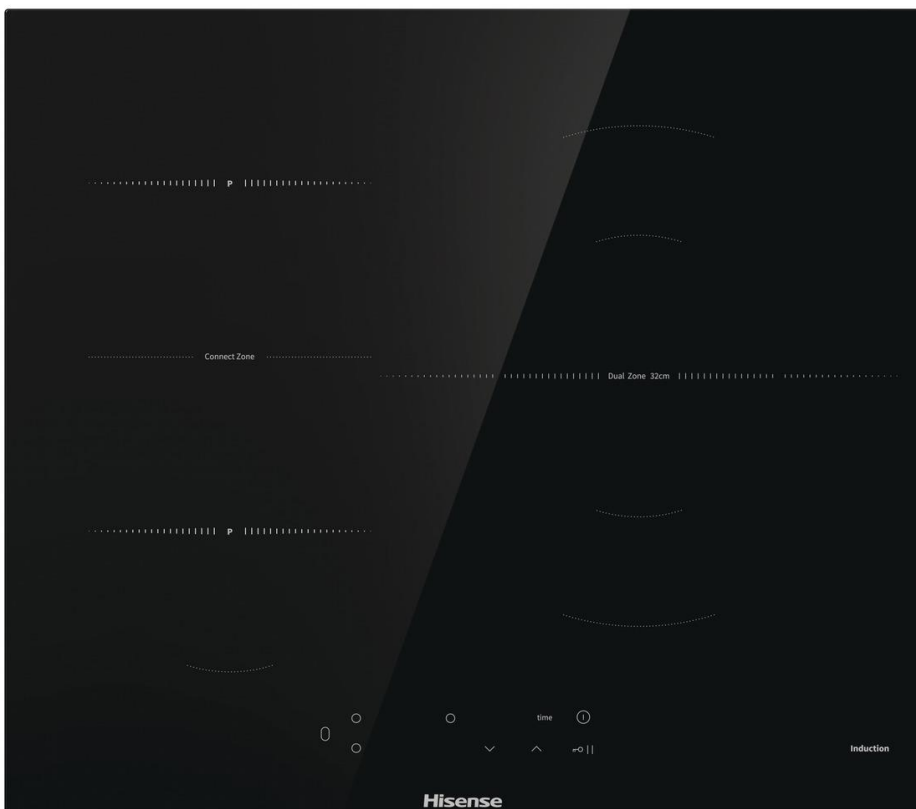 P
Connect Zone
Dual Zone 32cm
P
time
Induction
Hisense